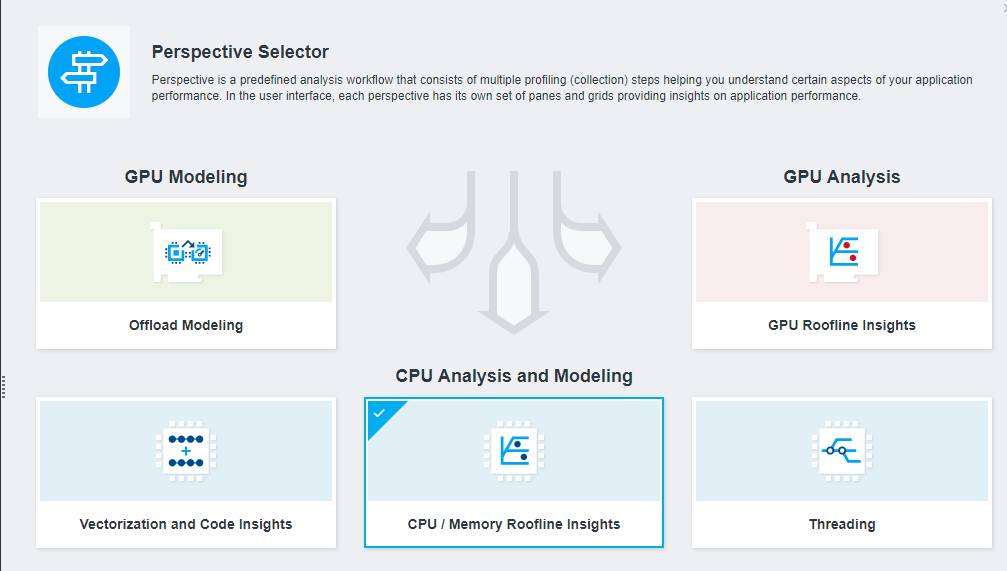 Perspective Selector
Perspective is a predefined analysis workflow that consists of multiple profiling (collection) steps helping you understand certain aspects of your application
performance. In the user interface, each perspective has its own set of panes and grids providing insights on application performance.
GPU Modeling
GPU Analysis
Offload Modeling
GPU Roofline Insights
CPU Analysis and Modeling
Vectorization and Code Insights
CPU / Memory Roofline Insights
Threading